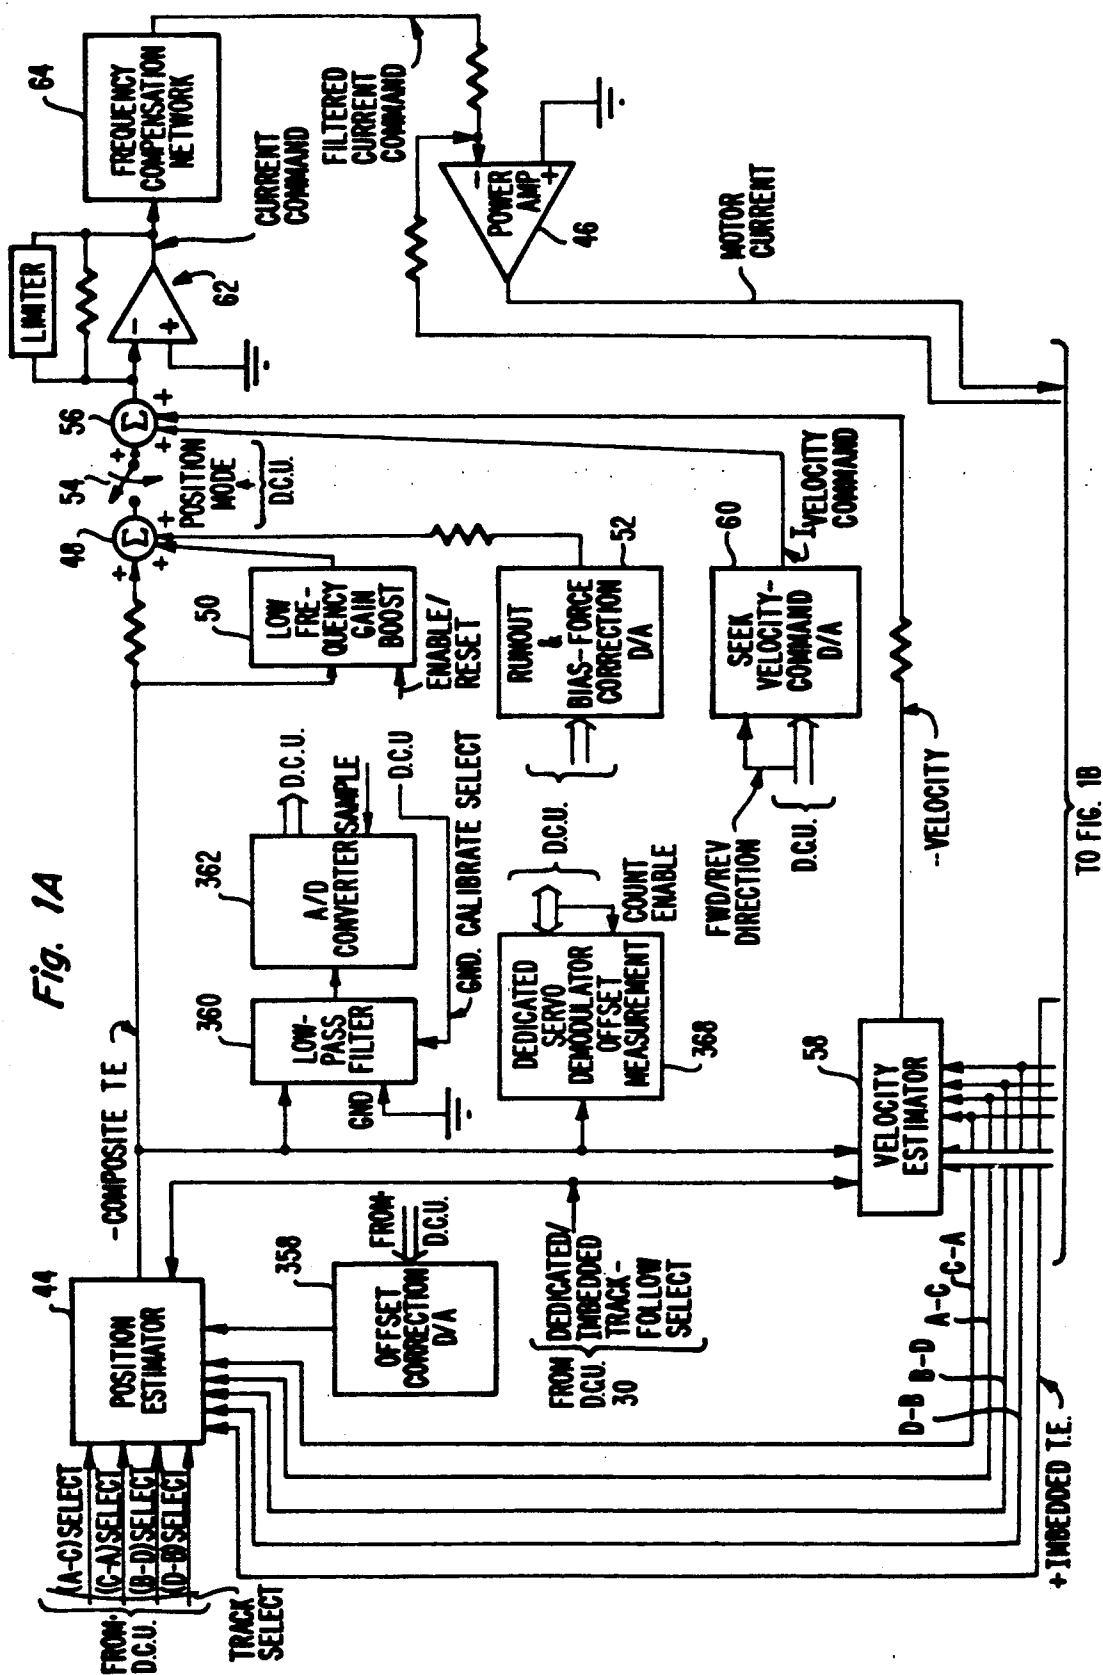 Fig. 1A
(A-C)SELECT
(C-A)SELECT
(B-D)SELECT
(D-B)SELECT
FROM
D.C.U.
TRACK
SELECT
44
POSITION
ESTIMATOR
-COMPOSITE TE
358
OFFSET
CORRECTION
D/A
FROM
D.C.U.
FROM
D.C.U.
30
DEDICATED/
IMBEDDED
TRACK-
FOLLOW
SELECT
D-B
B-D
A-C
C-A
+IMBEDDED T.E.
360
LOW-
PASS
FILTER
GND
362
A/D
CONVERTER
D.C.U.
SAMPLE
D.C.U
GND. CALIBRATE SELECT
DEDICATED
SERVO
DEMODULATOR
OFFSET
MEASUREMENT
368
D.C.U.
COUNT
ENABLE
58
VELOCITY
ESTIMATOR
--VELOCITY
48
Σ
+
+
+
54
POSITION
MODE
D.C.U.
56
Σ
+
+
+
50
LOW
FRE-
QUENCY
GAIN
BOOST
ENABLE/
RESET
RUNOUT
&
BIAS-FORCE
CORRECTION
D/A
52
60
SEEK
VELOCITY-
COMMAND
D/A
FWD/REV
DIRECTION
D.C.U.
I VELOCITY
COMMAND
LIMITER
-
+
62
CURRENT
COMMAND
64
FREQUENCY
COMPENSATION
NETWORK
FILTERED
CURRENT
COMMAND
-
+
POWER
AMP
46
MOTOR
CURRENT
TO FIG. 1B